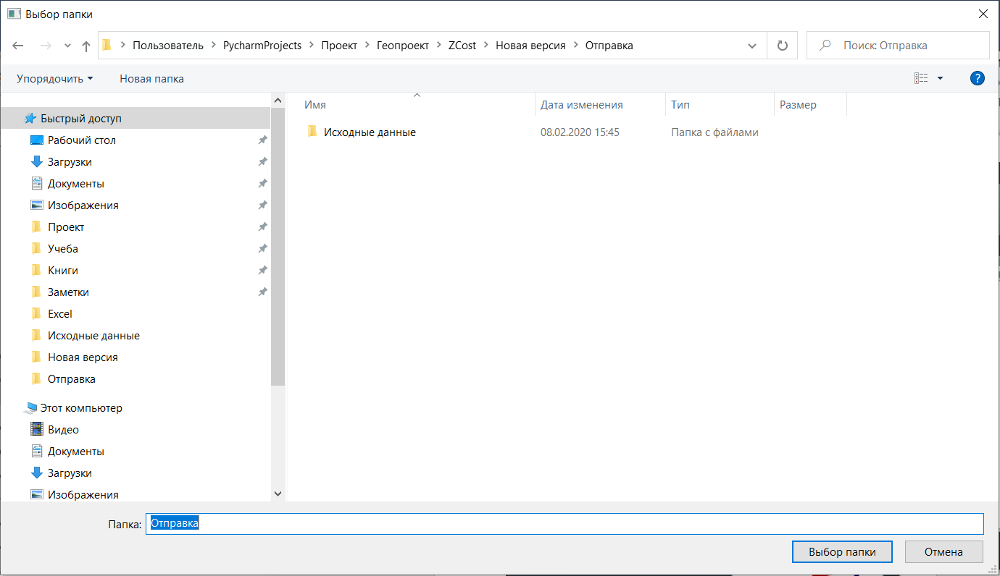 Выбор папки
Пользователь PycharmProjects Проект Геопроект ZCost Новая версия Отправка
Поиск: Отправка
Упорядочить Новая папка
?
Быстрый доступ
Рабочий стол
Загрузки
Документы
Изображения
Проект
Учеба
Книги
Заметки
Excel
Исходные данные
Новая версия
Отправка
Этот компьютер
Видео
Документы
Загрузки
Изображения
Имя Дата изменения Тип Размер
Исходные данные 08.02.2020 15:45 Папка с файлами
Папка: Отправка
Выбор папки Отмена